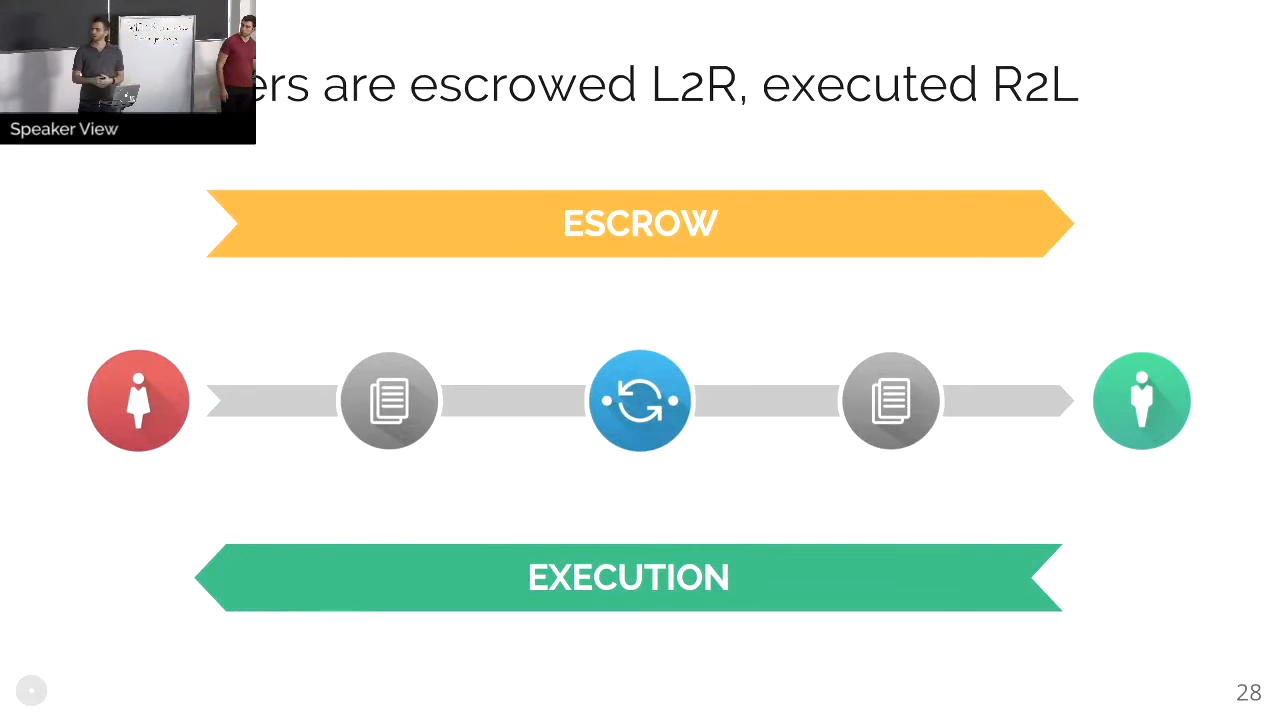 ers are escrowed L2R, executed R2L
Speaker View
ESCROW
EXECUTION
28